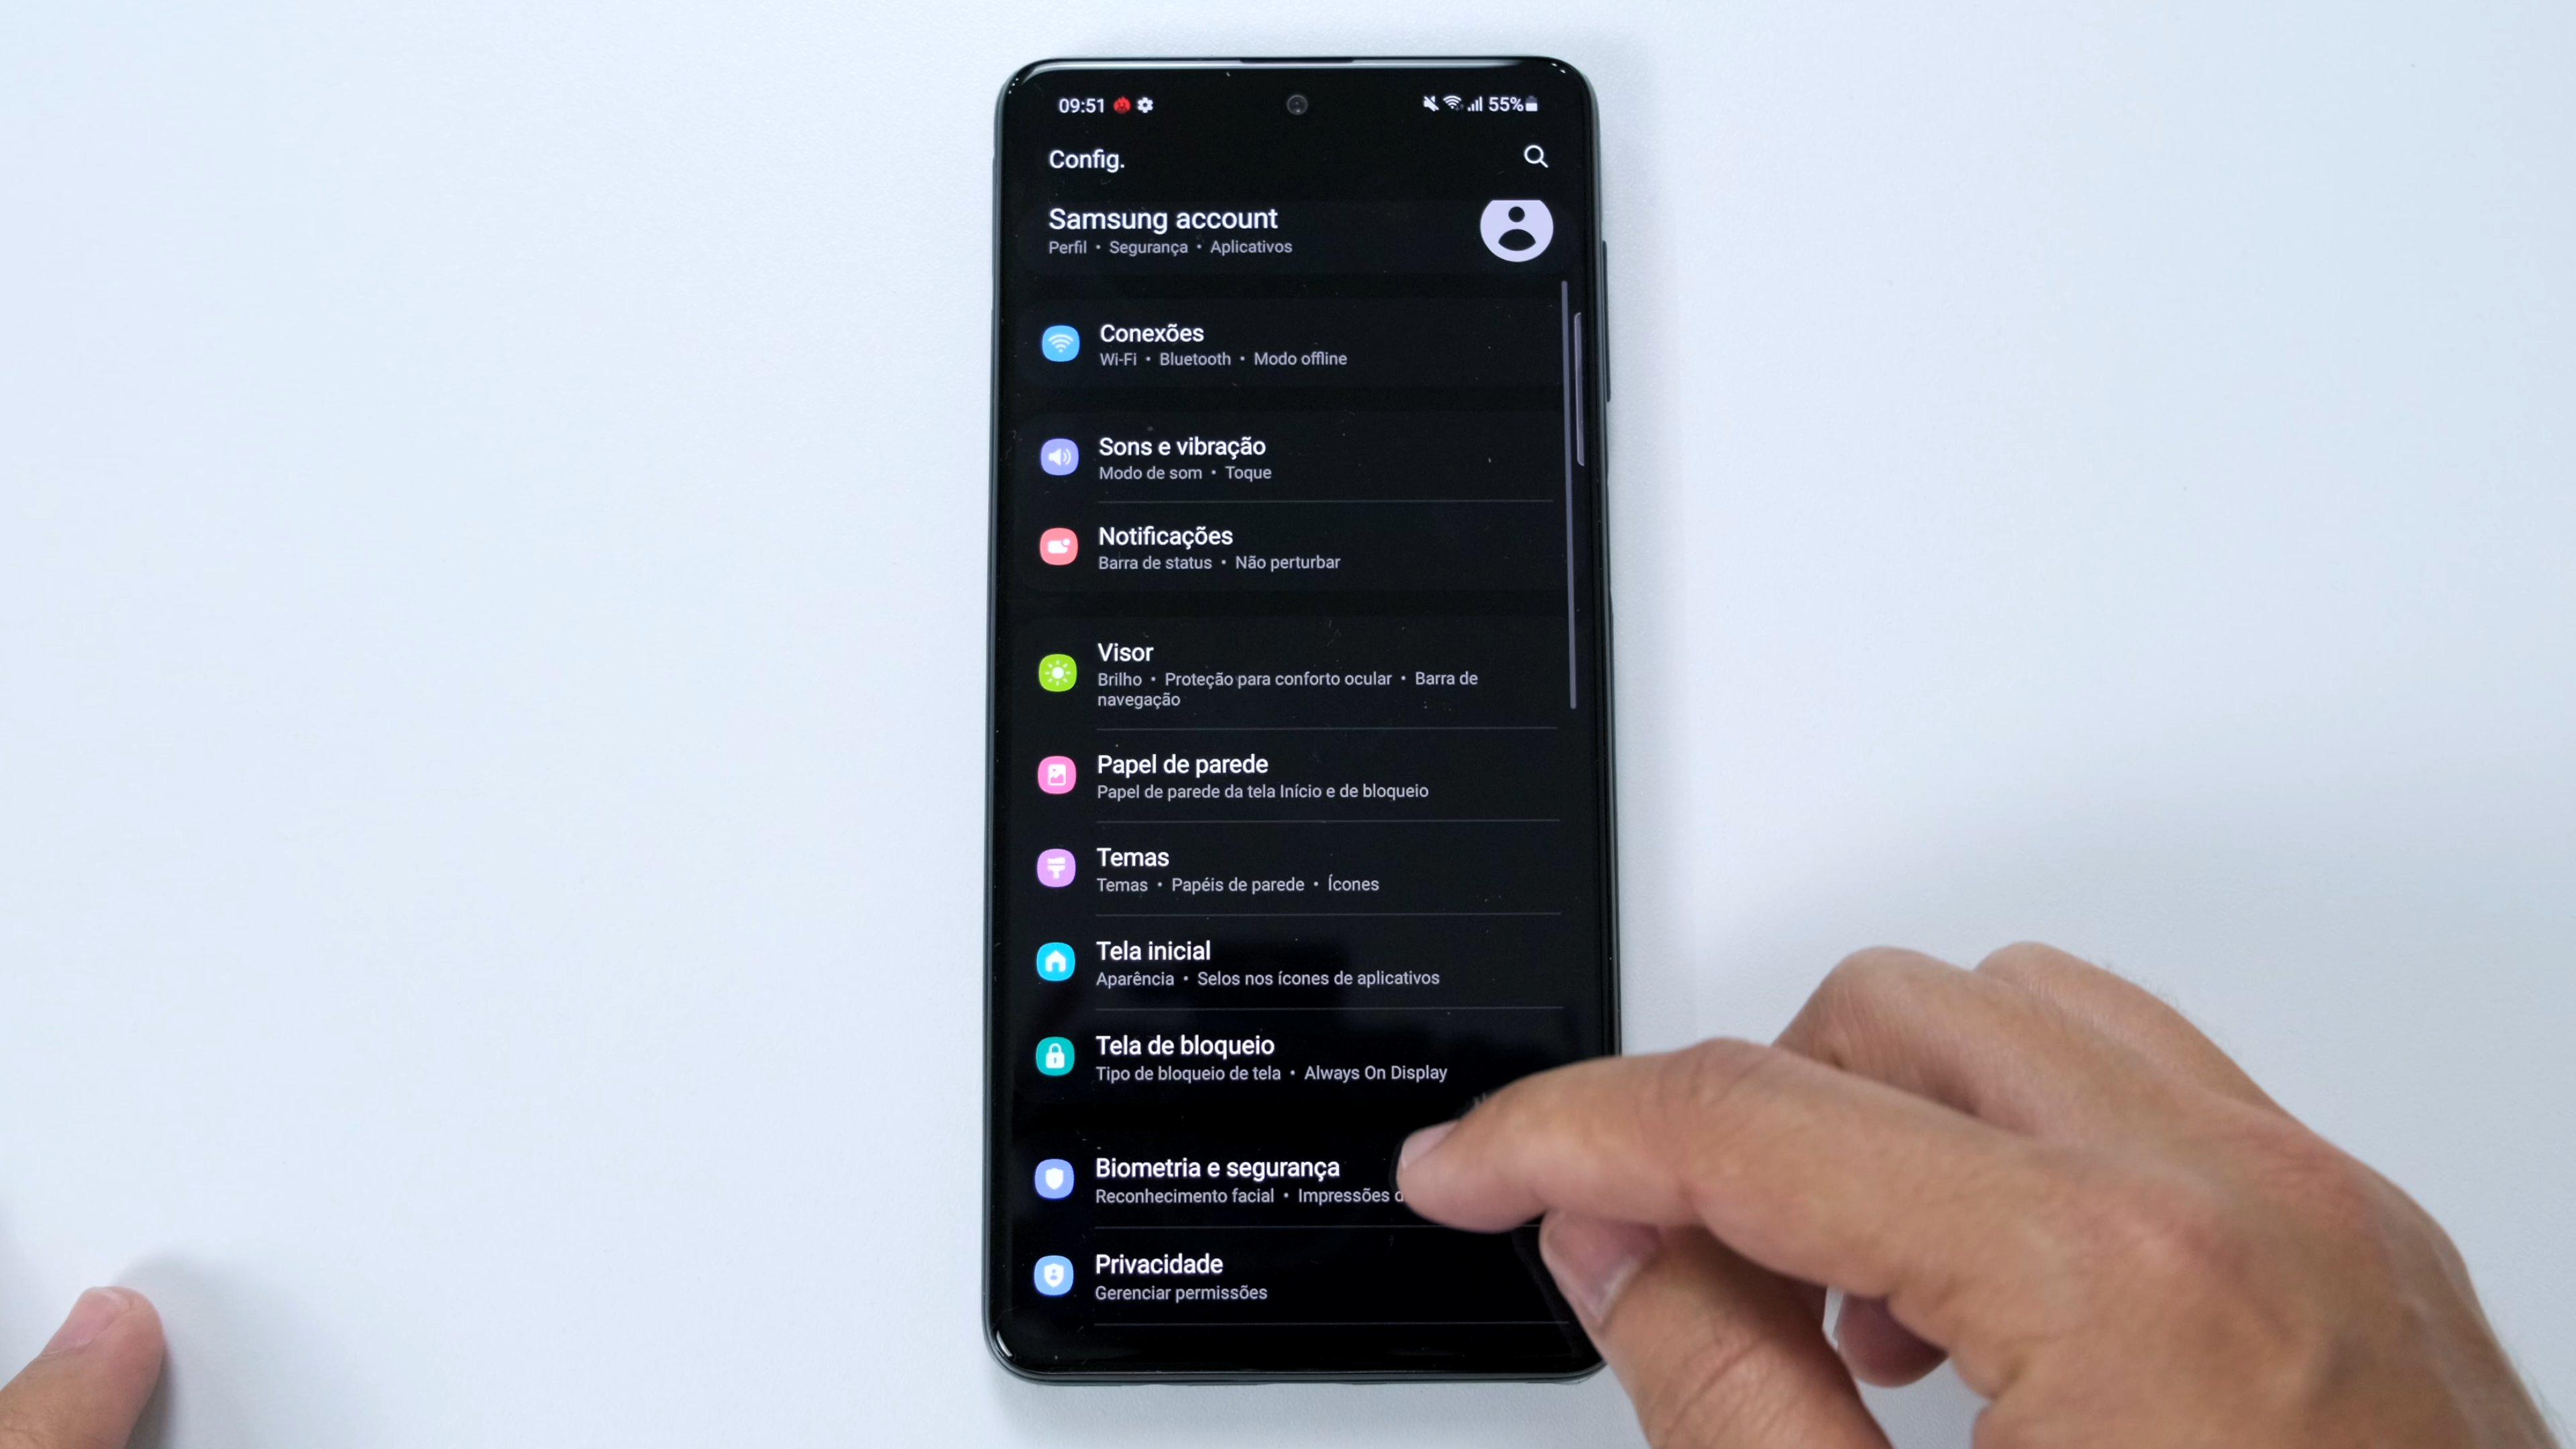 09:51 55%
Config.
Samsung account
Perfil • Segurança • Aplicativos
Conexões
Wi-Fi • Bluetooth • Modo offline
Sons e vibração
Modo de som • Toque
Notificações
Barra de status • Não perturbar
Visor
Brilho • Proteção para conforto ocular • Barra de
navegação
Papel de parede
Papel de parede da tela Início e de bloqueio
Temas
Temas • Papéis de parede • Ícones
Tela inicial
Aparência • Selos nos ícones de aplicativos
Tela de bloqueio
Tipo de bloqueio de tela • Always On Display
Biometria e segurança
Reconhecimento facial • Impressões
Privacidade
Gerenciar permissões